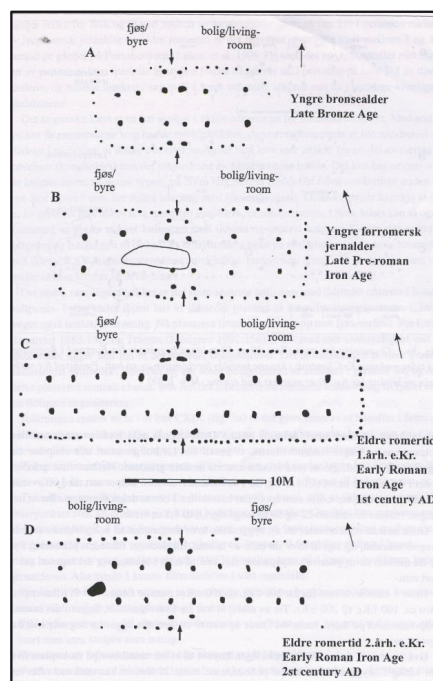 fjøs/ bolig/living-
byre room
A
Yngre bronsealder
Late Bronze Age
fjøs/ bolig/living-
byre room
B
Yngre førromersk
jernalder
Late Pre-roman
Iron Age
fjøs/ bolig/living-
byre room
C
Eldre romertid
1.årh. e.Kr.
Early Roman
Iron Age
1st century AD
10M
bolig/living- fjøs/
room byre
D
Eldre romertid 2.årh. e.Kr.
Early Roman Iron Age
2st century AD